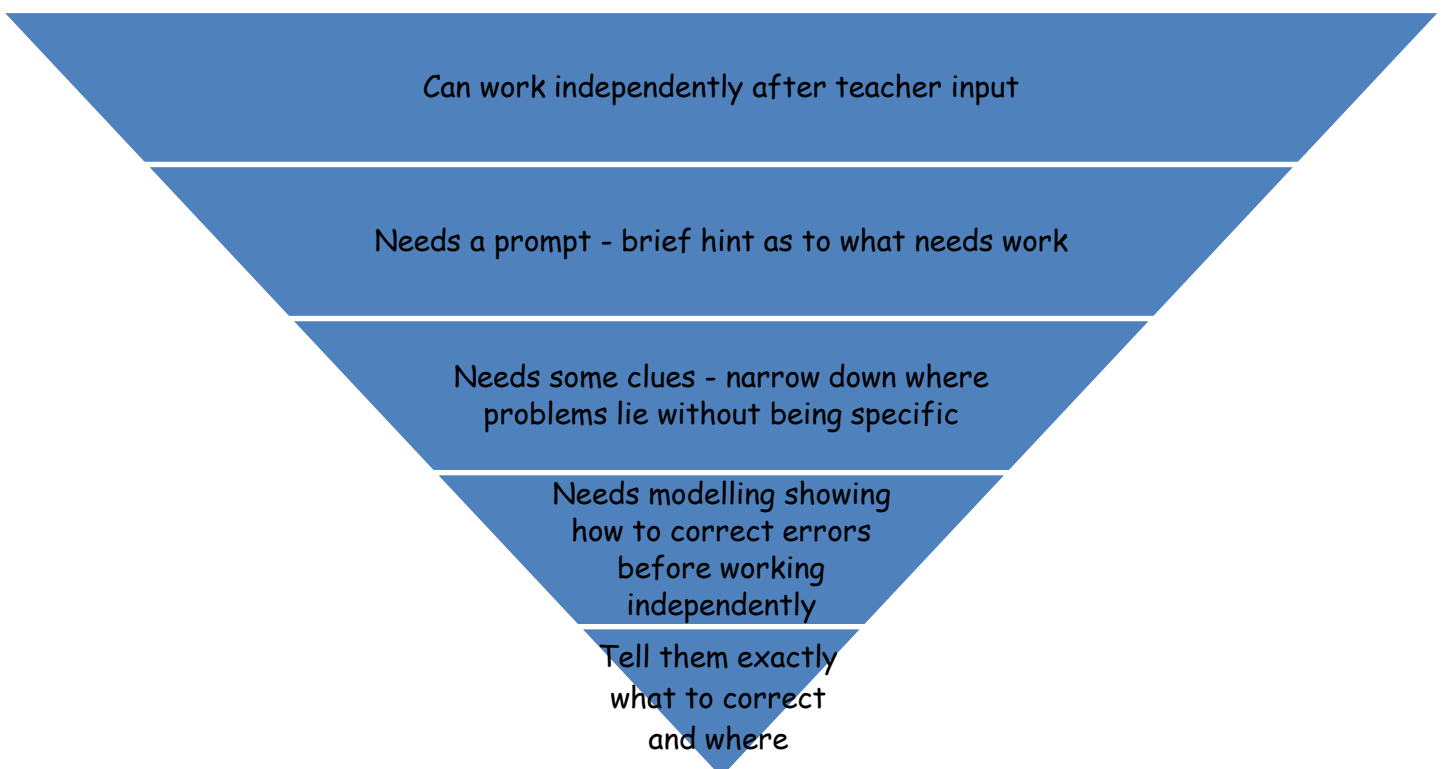 Can work independently after teacher input
Needs a prompt - brief hint as to what needs work
Needs some clues - narrow down where
problems lie without being specific
Needs modelling showing
how to correct errors
before working
independently
Tell them exactly
what to correct
and where